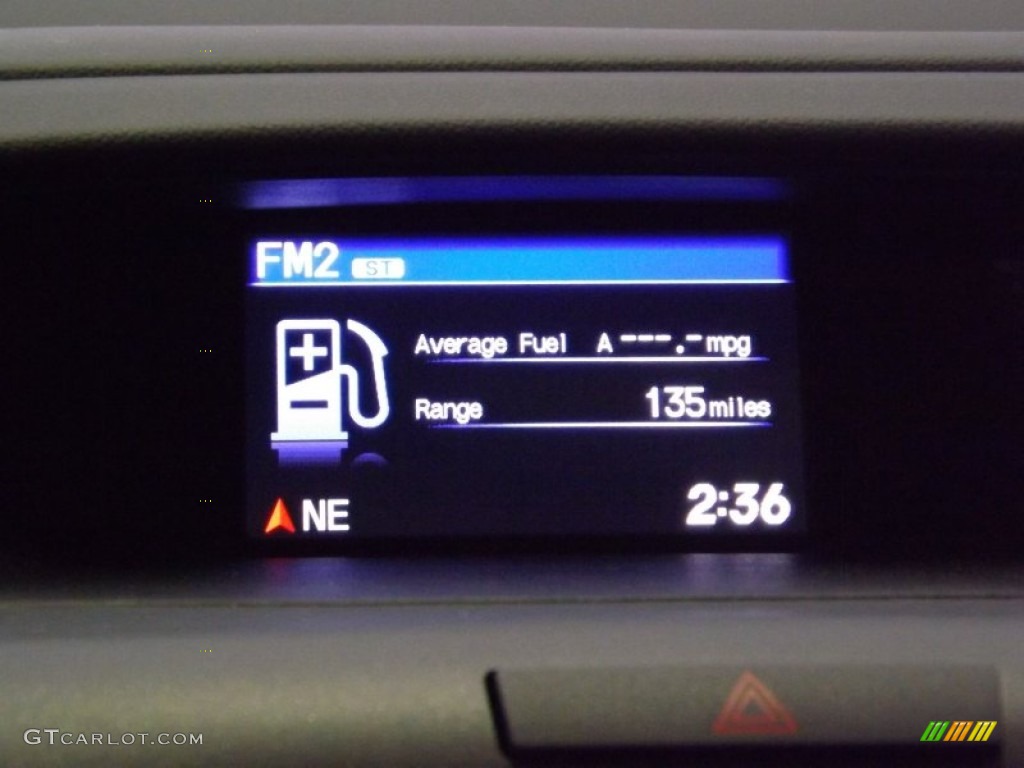 FM2 ST
Average Fuel A ---.- mpg
Range 135 miles
NE 2:36
GTCARLOT.COM